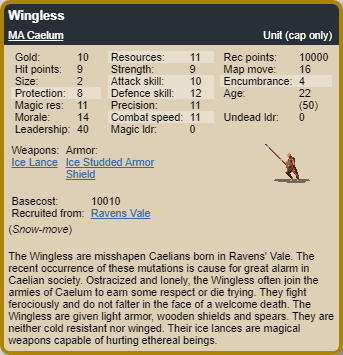 Wingless
MA Caelum Unit (cap only)
Gold: 10 Resources: 11 Rec points: 10000
Hit points: 9 Strength: 9 Map move: 16
Size: 2 Attack skill: 10 Encumbrance: 4
Protection: 8 Defence skill: 12 Age: 22
Magic res: 11 Precision: 11 (50)
Morale: 14 Combat speed: 11 Undead ldr: 0
Leadership: 40 Magic ldr: 0
Weapons: Armor:
Ice Lance Ice Studded Armor
Shield
Basecost: 10010
Recruited from: Ravens Vale
(Snow-move)
The Wingless are misshapen Caelians born in Ravens' Vale. The
recent occurrence of these mutations is cause for great alarm in
Caelian society. Ostracized and lonely, the Wingless often join the
armies of Caelum to earn some respect or die trying. They fight
ferociously and do not falter in the face of a welcome death. The
Wingless are given light armor, wooden shields and spears. They are
neither cold resistant nor winged. Their ice lances are magical
weapons capable of hurting ethereal beings.